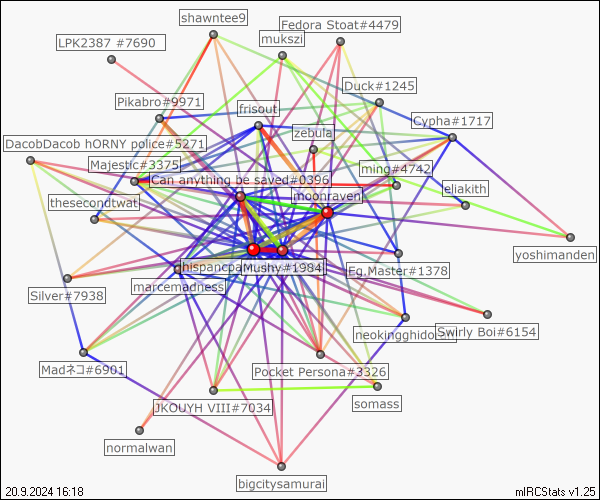 shawntee9
Fedora Stoat#4479
LPK2387 #7690
mukszi
Duck#1245
Pikabro#9971
frisout
Cypha#1717
zebula
DacobDacob hORNY police#5271
Majestic#3375
ming#4742
Can anything be saved#0396
eliakith
thesecondtwat
moonraven
yoshimanden
hispancpa
Mushy#1984
Eg.Master#1378
marcemadness
Silver#7938
neokingghido
Swirly Boi#6154
Madネコ#6901
Pocket Persona#3326
JKOUYH VIII#7034
somass
normalwan
bigcitysamurai
20.9.2024 16:18
mIRCStats v1.25